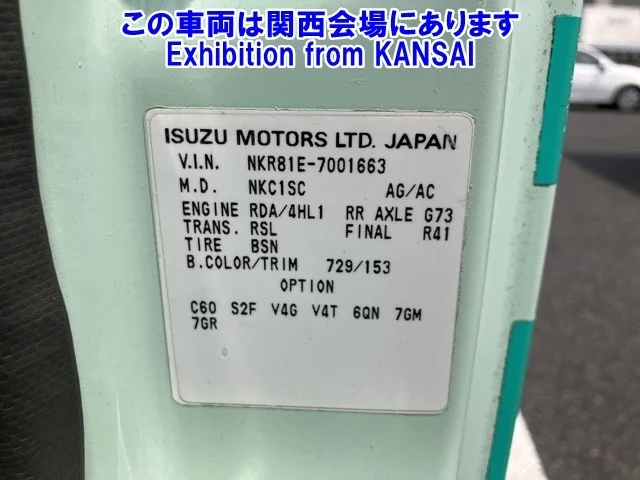 この車両は関西会場にあります
Exhibition from KANSAI
ISUZU MOTORS LTD. JAPAN
V.I.N. NKR81E-7001663
M.D. NKC1SC AG/AC
ENGINE RDA/4HL1 RR AXLE G73
TRANS. RSL FINAL R41
TIRE BSN
B.COLOR/TRIM 729/153
OPTION
C60 S2F V4G V4T 6QN 7GM
7GR